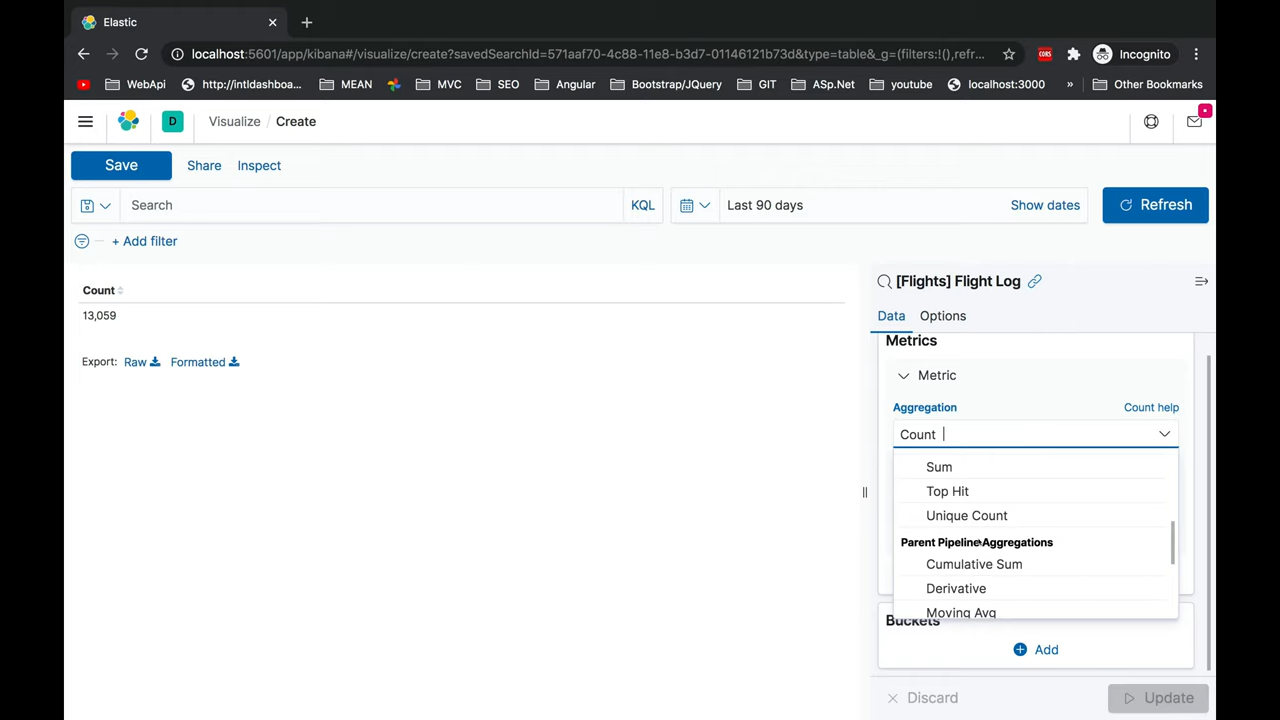 Elastic
localhost:5601/app/kibana#/visualize/create?savedSearchId=571aaf70-4c88-11e8-b3d7-01146121b73d&type=table&_g=(filters:!(),refr...
CORS
Incognito
WebApi
http://intldashboa...
MEAN
MVC
SEO
Angular
Bootstrap/JQuery
GIT
ASp.Net
youtube
localhost:3000
»
Other Bookmarks
D
Visualize / Create
Save
Share
Inspect
Search
KQL
Last 90 days
Show dates
Refresh
+ Add filter
Count
13,059
Export: Raw Formatted
[Flights] Flight Log
Data
Options
Metrics
Metric
Aggregation
Count help
Count
Sum
Top Hit
Unique Count
Parent Pipeline Aggregations
Cumulative Sum
Derivative
Moving Avg
Buckets
Add
Discard
Update